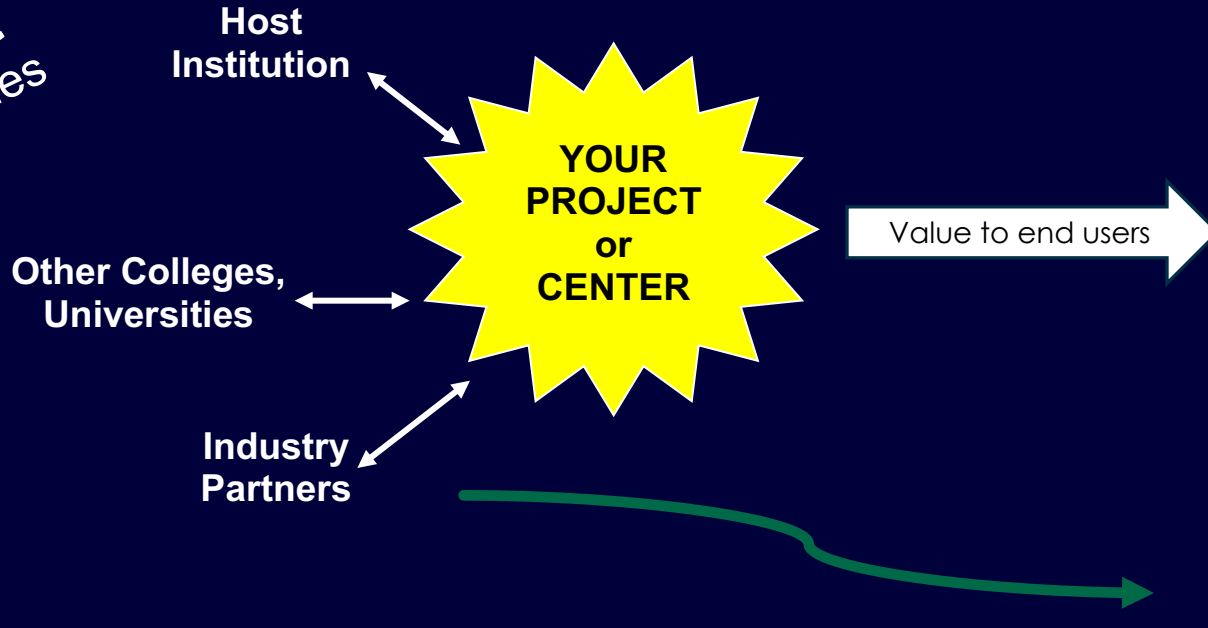 Host
Institution
YOUR
PROJECT
or
CENTER
Value to end users
Other Colleges,
Universities
Industry
Partners